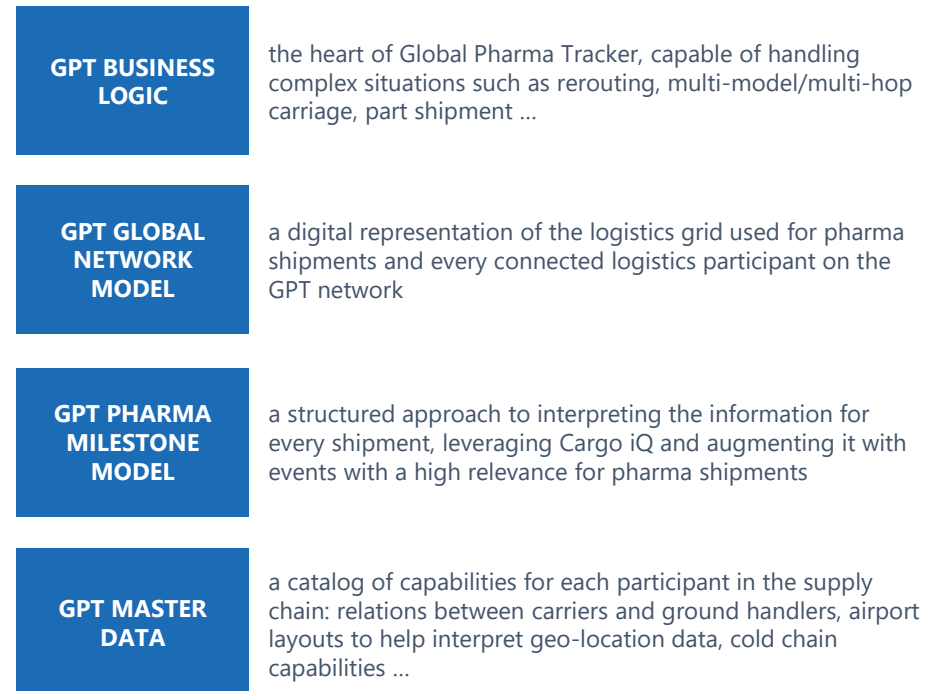 GPT BUSINESS
LOGIC
the heart of Global Pharma Tracker, capable of handling
complex situations such as rerouting, multi-model/multi-hop
carriage, part shipment ...
GPT GLOBAL
NETWORK
MODEL
a digital representation of the logistics grid used for pharma
shipments and every connected logistics participant on the
GPT network
GPT PHARMA
MILESTONE
MODEL
a structured approach to interpreting the information for
every shipment, leveraging Cargo iQ and augmenting it with
events with a high relevance for pharma shipments
GPT MASTER
DATA
a catalog of capabilities for each participant in the supply
chain: relations between carriers and ground handlers, airport
layouts to help interpret geo-location data, cold chain
capabilities ...